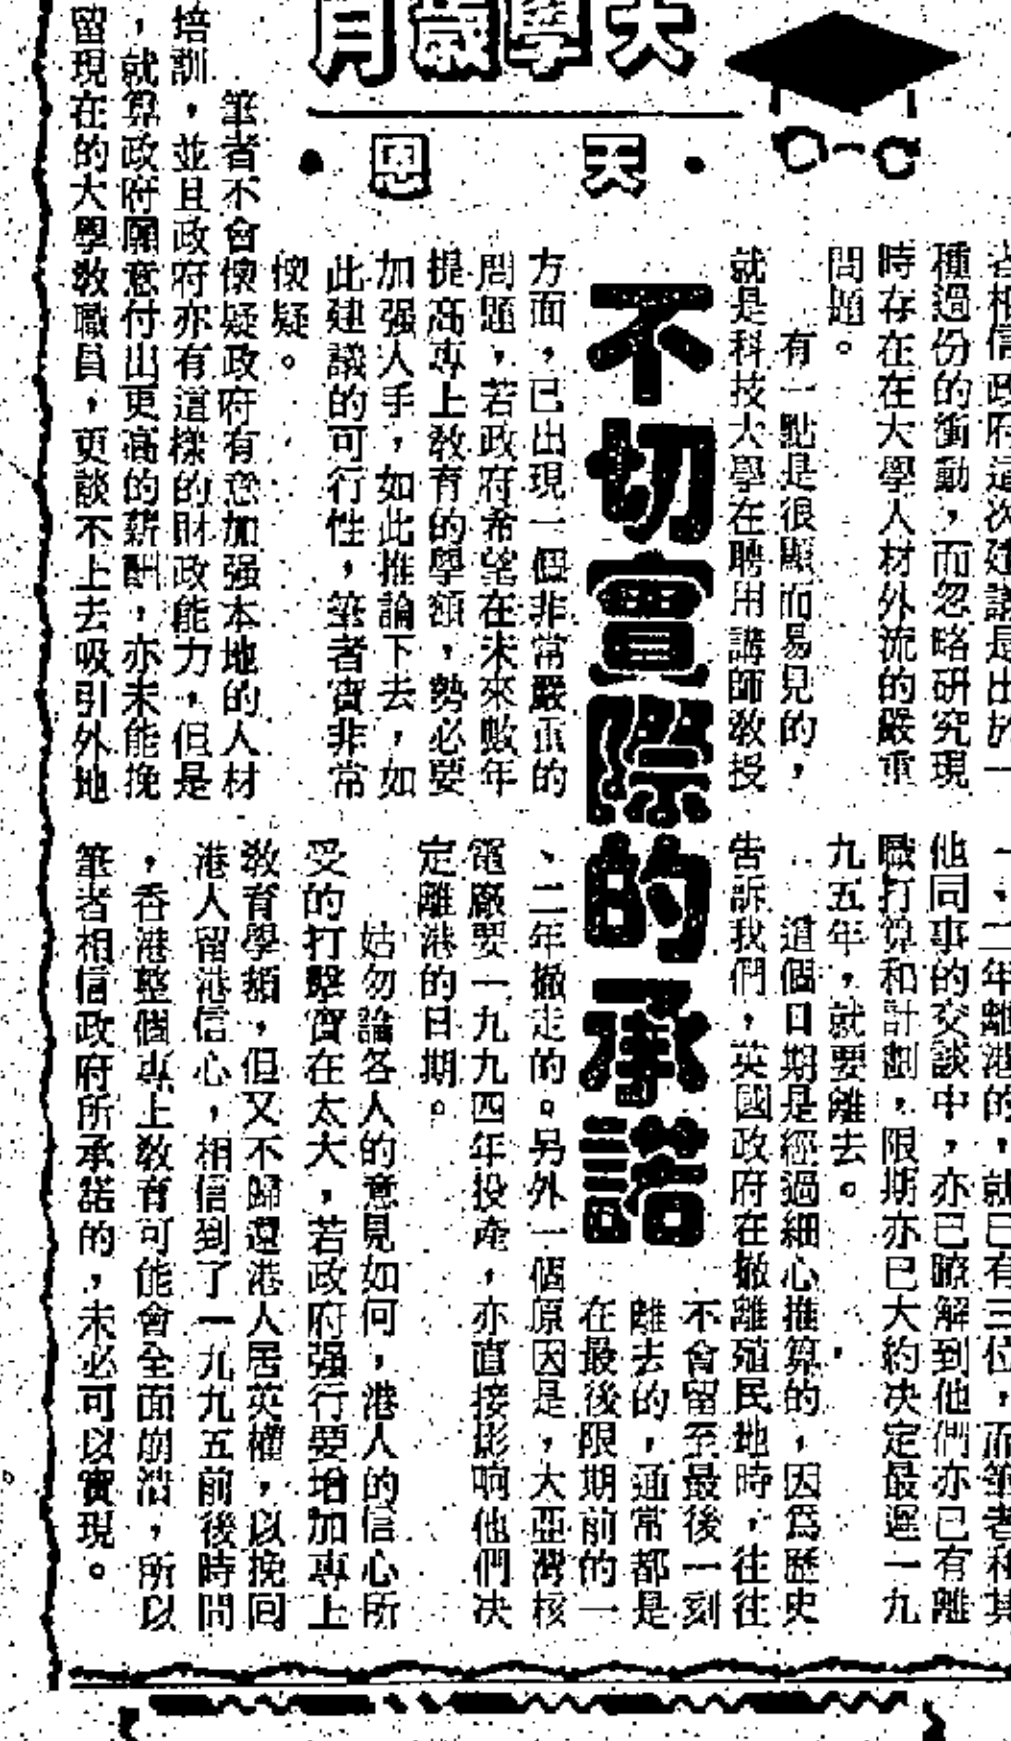 大學歲月
·天恩·
不切實際的承諾
者相信政府這次建議是出於一
種過份的衝動，而忽略研究現
時存在在大學人材外流的嚴重
問題。
有一點是很顯而易見的，
就是科技大學在聘用講師教授
方面，已出現一個非常嚴重的
問題，若政府希望在未來數年
提高專上教育的學額，勢必要
加强人手，如此推論下去，如
此建議的可行性，筆者實非常
懷疑。
筆者不會懷疑政府有意加强本地的人材
培訓，並且政府亦有這樣的財政能力，但是
，就算政府願意付出更高的薪酬，亦未能挽
留現在的大學教職員，更談不上去吸引外地
一、二年離港的，就已有三位，而筆者和其
他同事的交談中，亦已瞭解到他們亦已有離
職打算和計劃，限期亦已大約决定最遲一九
九五年，就要離去。
這個日期是經過細心推算的，因爲歷史
告訴我們，英國政府在撤離殖民地時，往往
不會留至最後一刻
離去的，通常都是
在最後限期前的一
、二年撤走的。另外一個原因是，大亞灣核
電廠要一九九四年投產，亦直接影响他們决
定離港的日期。
姑勿論各人的意見如何，港人的信心所
受的打擊實在太大，若政府强行要增加專上
教育學額，但又不歸還港人居英權，以挽回
港人留港信心，相信到了一九九五前後時間
，香港整個專上教育可能會全面崩潰，所以
筆者相信政府所承諾的，未必可以實現。